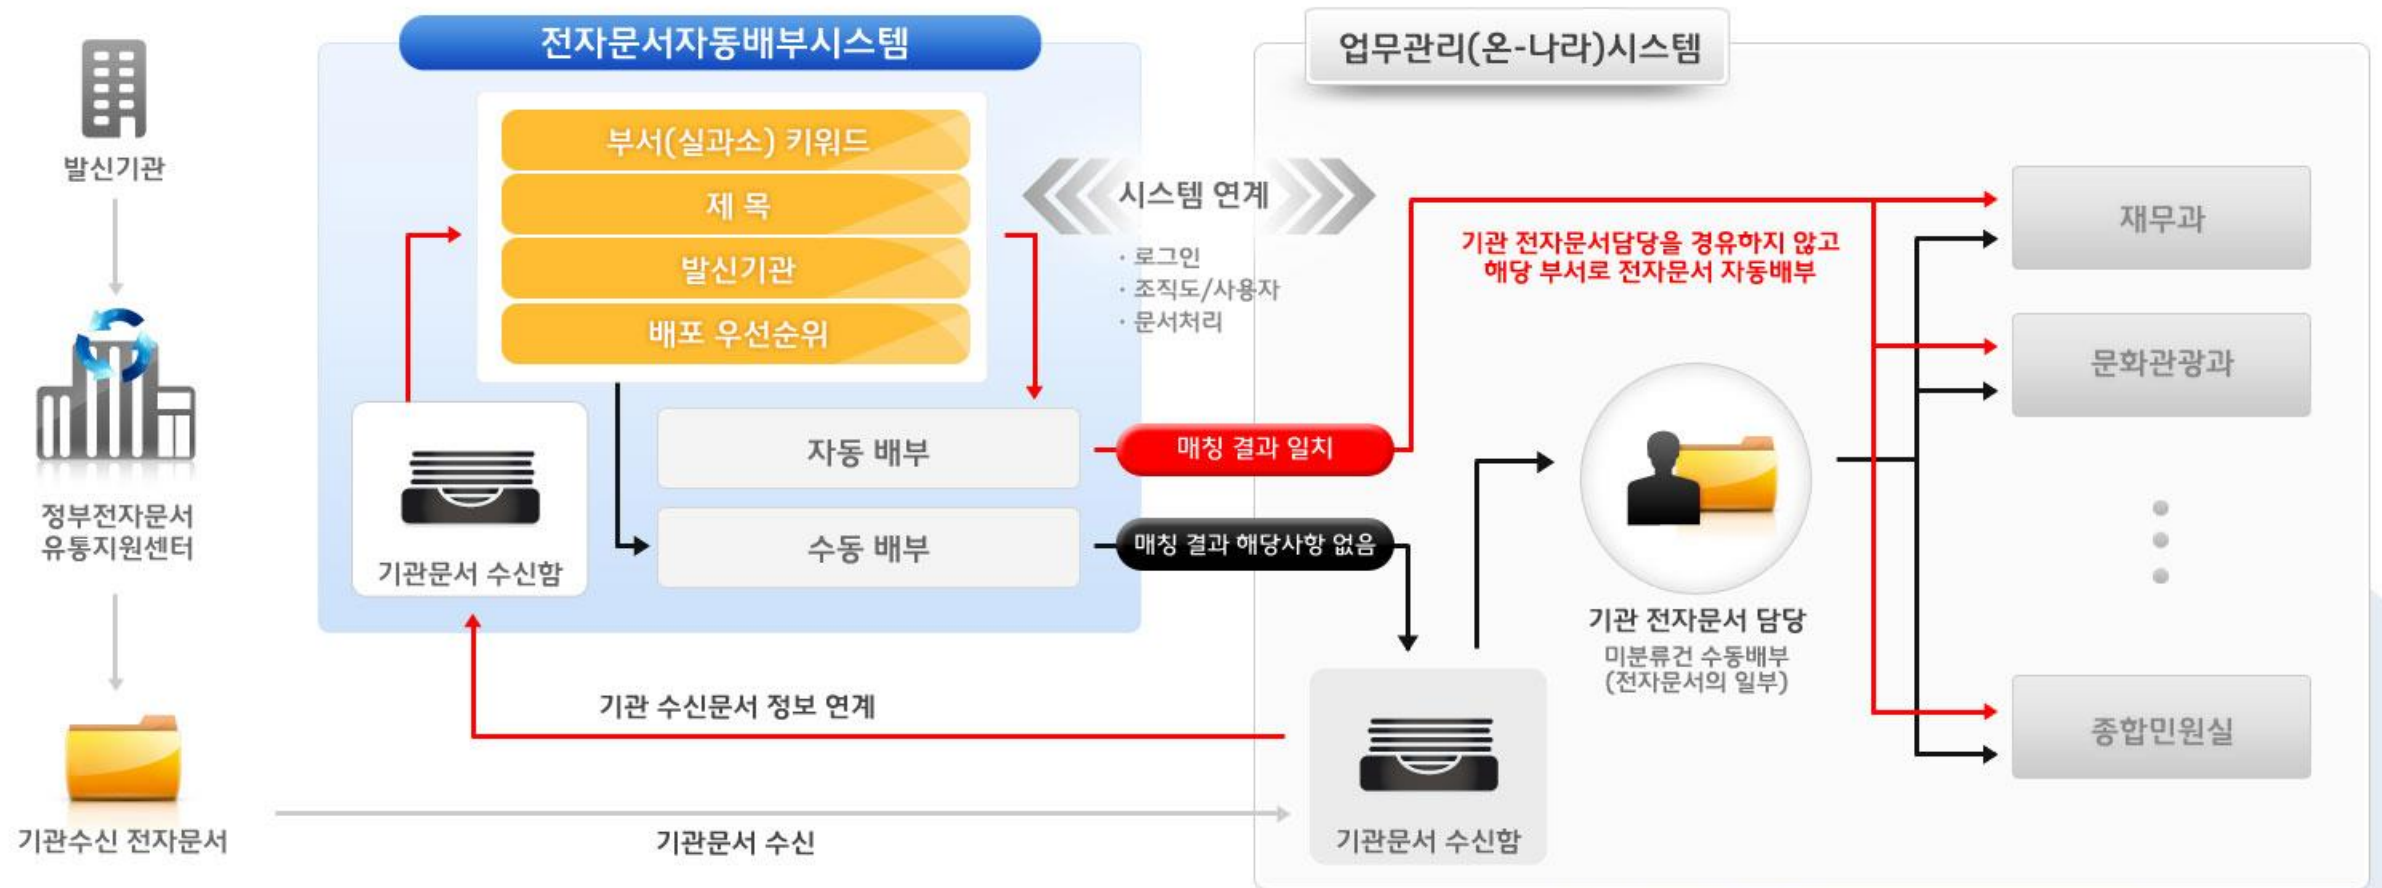 발신기관
정부전자문서
유통지원센터
기관수신 전자문서
전자문서자동배부시스템
부서(실과소) 키워드
제 목
발신기관
배포 우선순위
기관문서 수신함
자동 배부
수동 배부
시스템 연계
· 로그인
· 조직도/사용자
· 문서처리
매칭 결과 일치
매칭 결과 해당사항 없음
기관 수신문서 정보 연계
기관문서 수신
업무관리(온-나라)시스템
기관 전자문서담당을 경유하지 않고
해당 부서로 전자문서 자동배부
기관 전자문서 담당
미분류건 수동배부
(전자문서의 일부)
기관문서 수신함
재무과
문화관광과
종합민원실